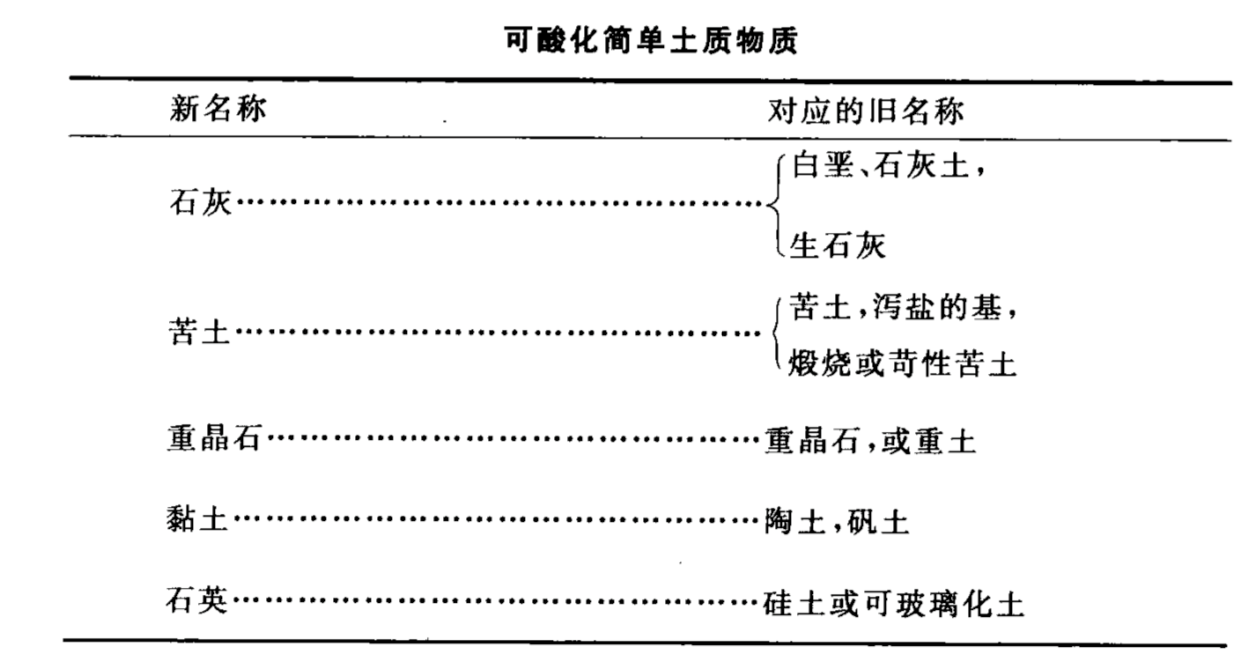 可酸化简单土质物质
新名称 对应的旧名称
白垩、石灰土，
石灰………………………………………
生石灰
苦土，泻盐的基，
苦土………………………………………
煅烧或苛性苦土
重晶石……………………………………重晶石，或重土
黏土………………………………………陶土，矾土
石英………………………………………硅土或可玻璃化土